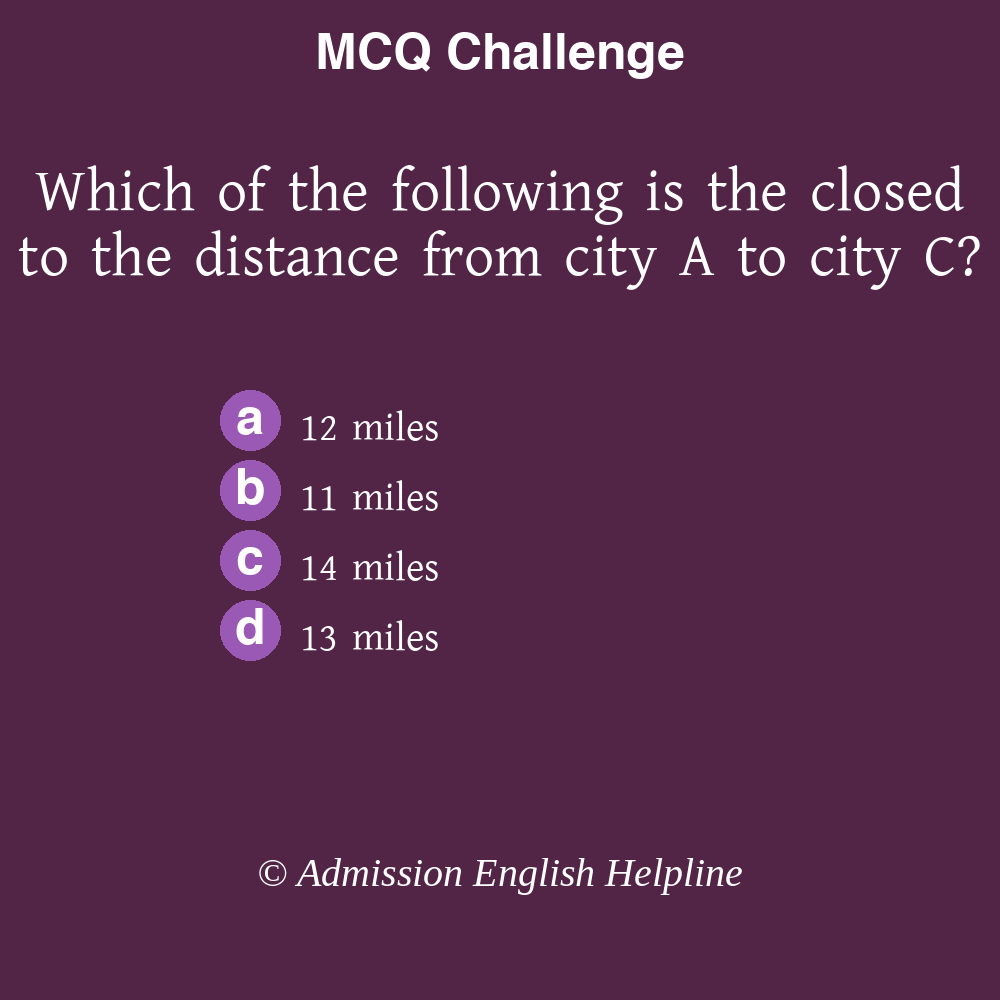 MCQ Challenge
Which of the following is the closed
to the distance from city A to city C?
a 12 miles
b 11 miles
c 14 miles
d 13 miles
© Admission English Helpline